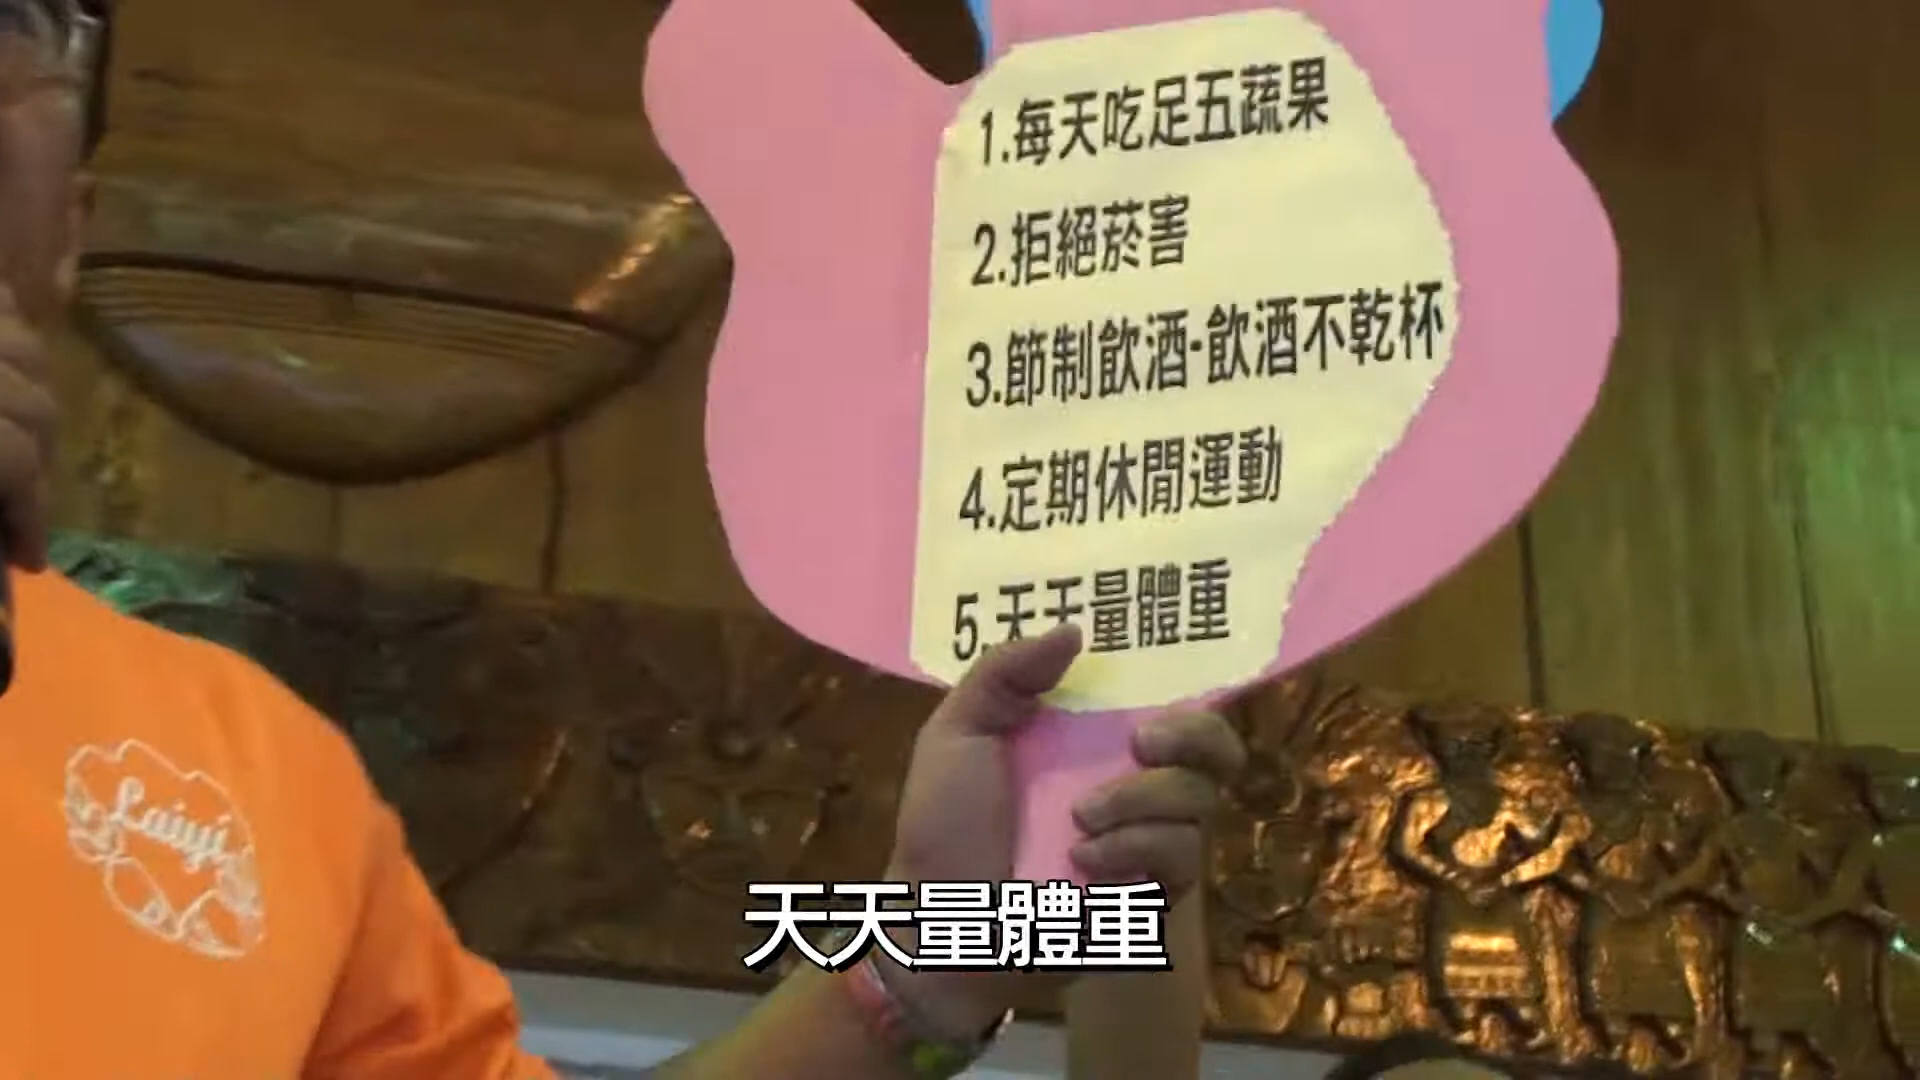 1.每天吃足五蔬果
2.拒絕菸害
3.節制飲酒-飲酒不乾杯
4.定期休閒運動
5.天天量體重
Laiyi
天天量體重